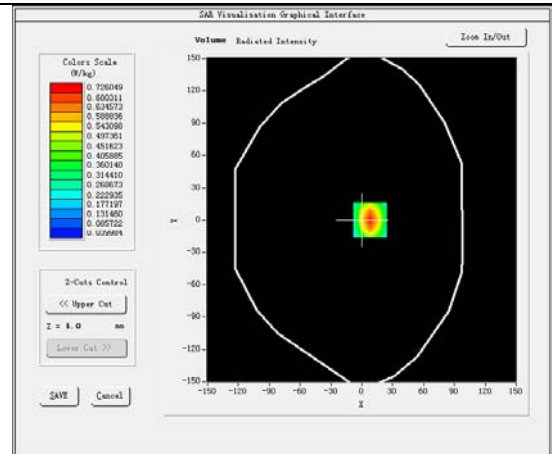 SAR Visualisation Graphical Interface
Volume Radiated Intensity
Zoom In/Out
Colors Scale
(W/kg)
0.726049
0.680311
0.634573
0.588836
0.543098
0.497361
0.451623
0.405885
0.360148
0.314410
0.268673
0.222935
0.177197
0.131460
0.085722
0.039984
150
120
90
60
30
0
-30
-60
-90
-120
-150
Y
-150 -120 -90 -60 -30 0 30 60 90 120 150
X
Z-Cuts Control
<< Upper Cut
Z = 4.0 mm
Lower Cut >>
SAVE Cancel